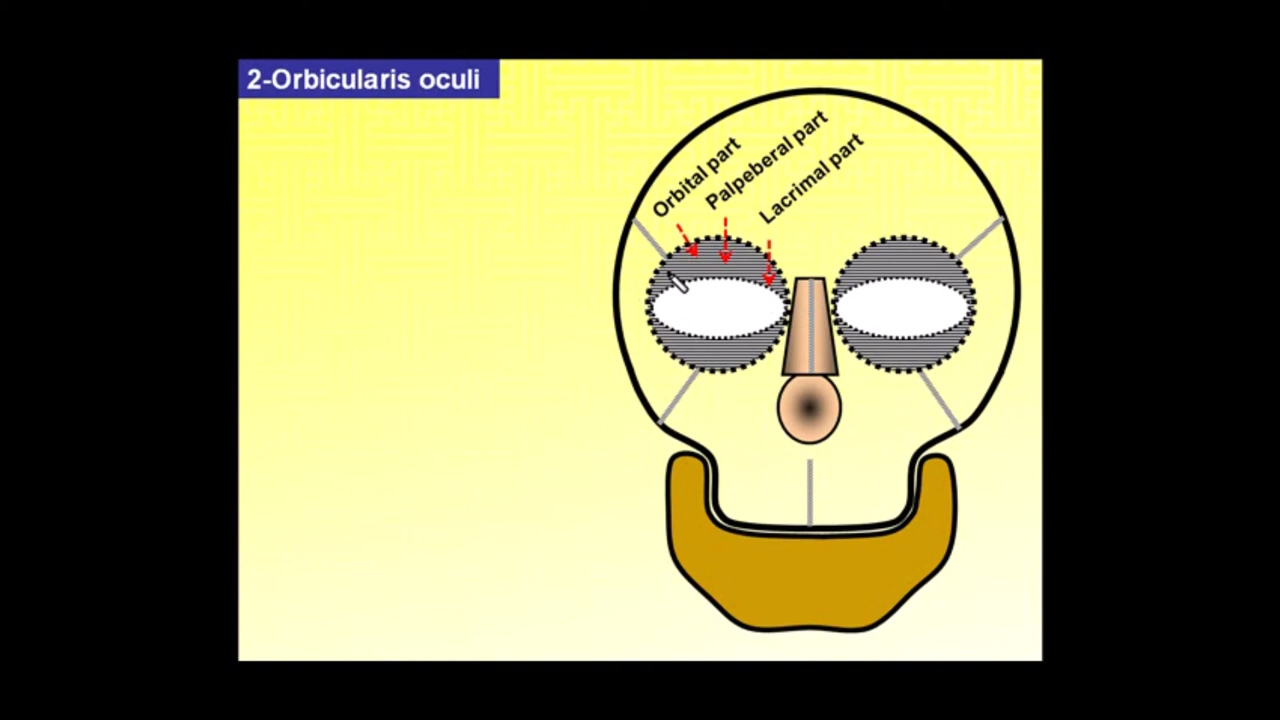 2-Orbicularis oculi
Orbital part
Palpeberal part
Lacrimal part